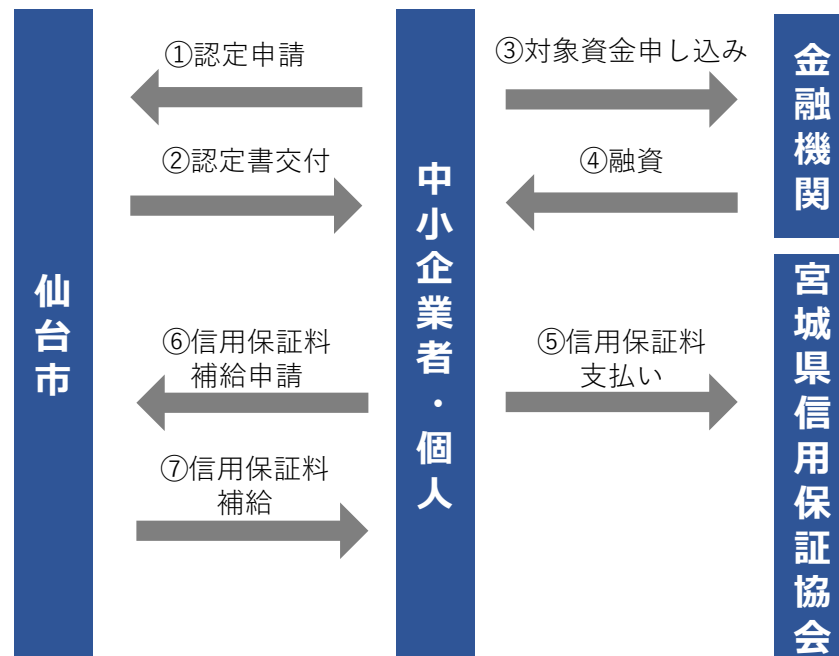 ①認定申請
②認定書交付
③対象資金申し込み
④融資
⑤信用保証料
支払い
⑥信用保証料
補給申請
⑦信用保証料
補給
仙台市
中小企業者・個人
金融機関
宮城県信用保証協会